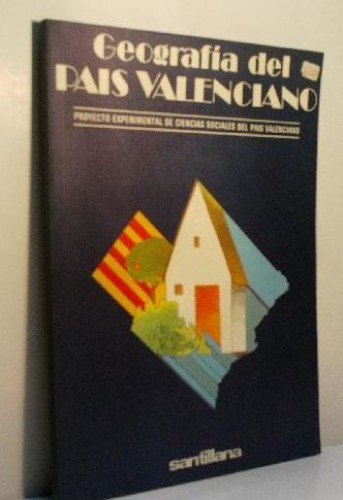 Geografía del
PAIS VALENCIANO
PROYECTO EXPERIMENTAL DE CIENCIAS SOCIALES DEL PAIS VALENCIANO
santillana